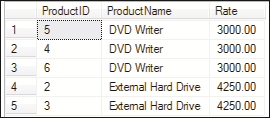 ProductID ProductName Rate
1 5 DVD Writer 3000.00
2 4 DVD Writer 3000.00
3 6 DVD Writer 3000.00
4 2 External Hard Drive 4250.00
5 3 External Hard Drive 4250.00